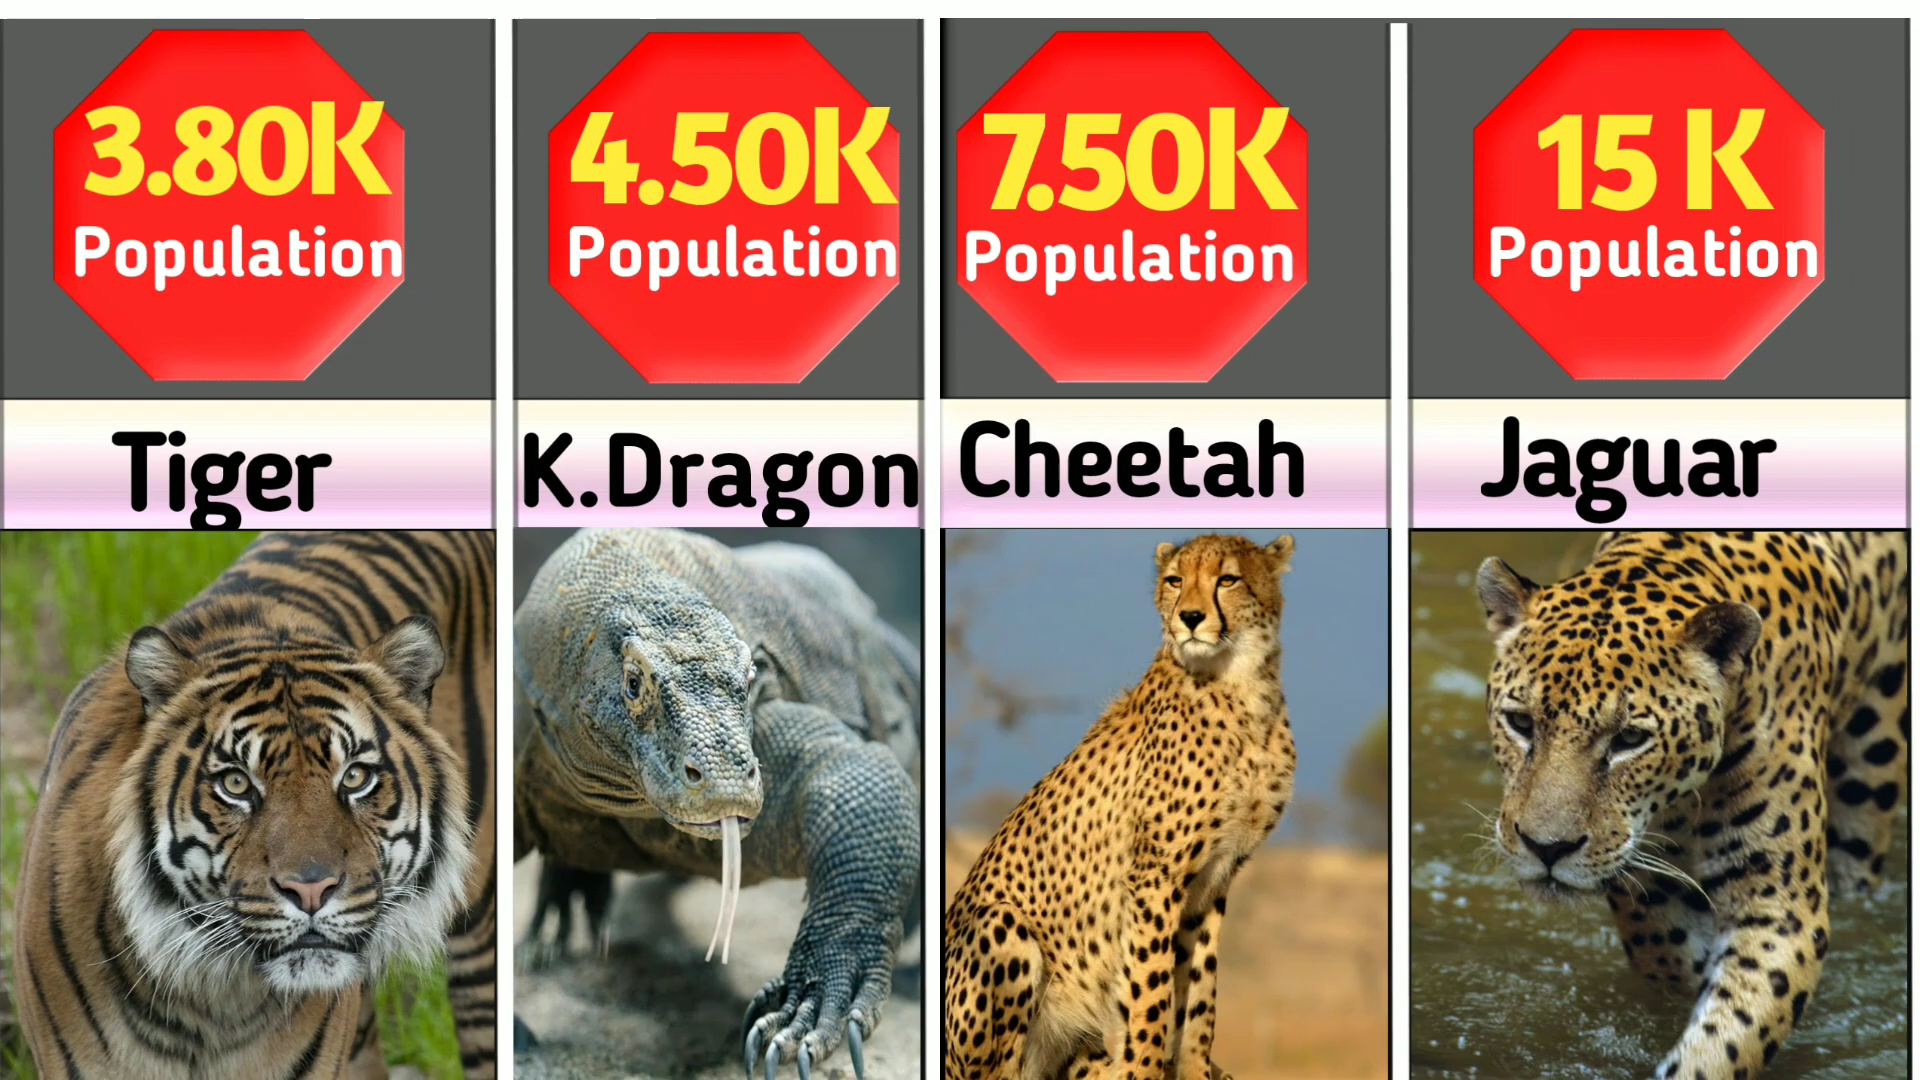 3.80K
Population
Tiger
4.50K
Population
K.Dragon
7.50K
Population
Cheetah
15 K
Population
Jaguar